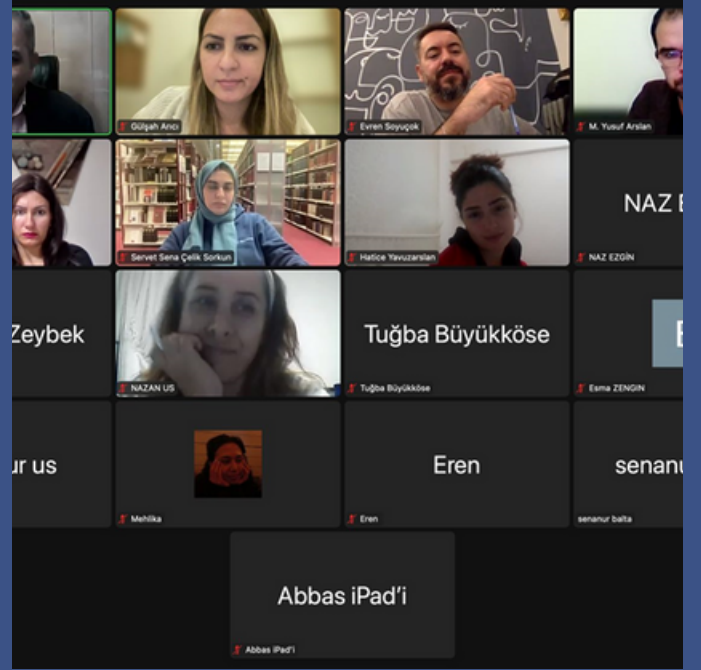 Gülşah Arıcı
Evren Soyuçok
M. Yusuf Arslan
Servet Sena Çelik Sorkun
Hatice Yavuzarslan
NAZ E
NAZ EZGİN
Zeybek
NAZAN US
Tuğba Büyükköse
Tuğba Büyükköse
E
Esma ZENGIN
ur us
Mehlika
Eren
Eren
senanu
senanur balta
Abbas iPad'i
Abbas iPad'i